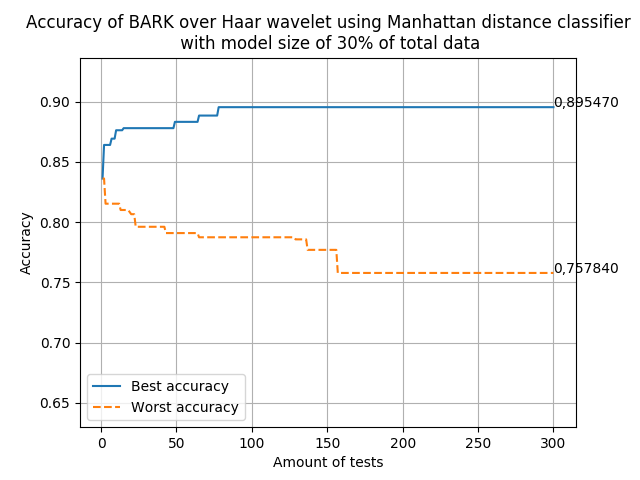 Accuracy of BARK over Haar wavelet using Manhattan distance classifier
with model size of 30% of total data
0.90
0,895470
0.85
0.80
0.75
0,757840
0.70
0.65
Accuracy
Best accuracy
Worst accuracy
0 50 100 150 200 250 300
Amount of tests